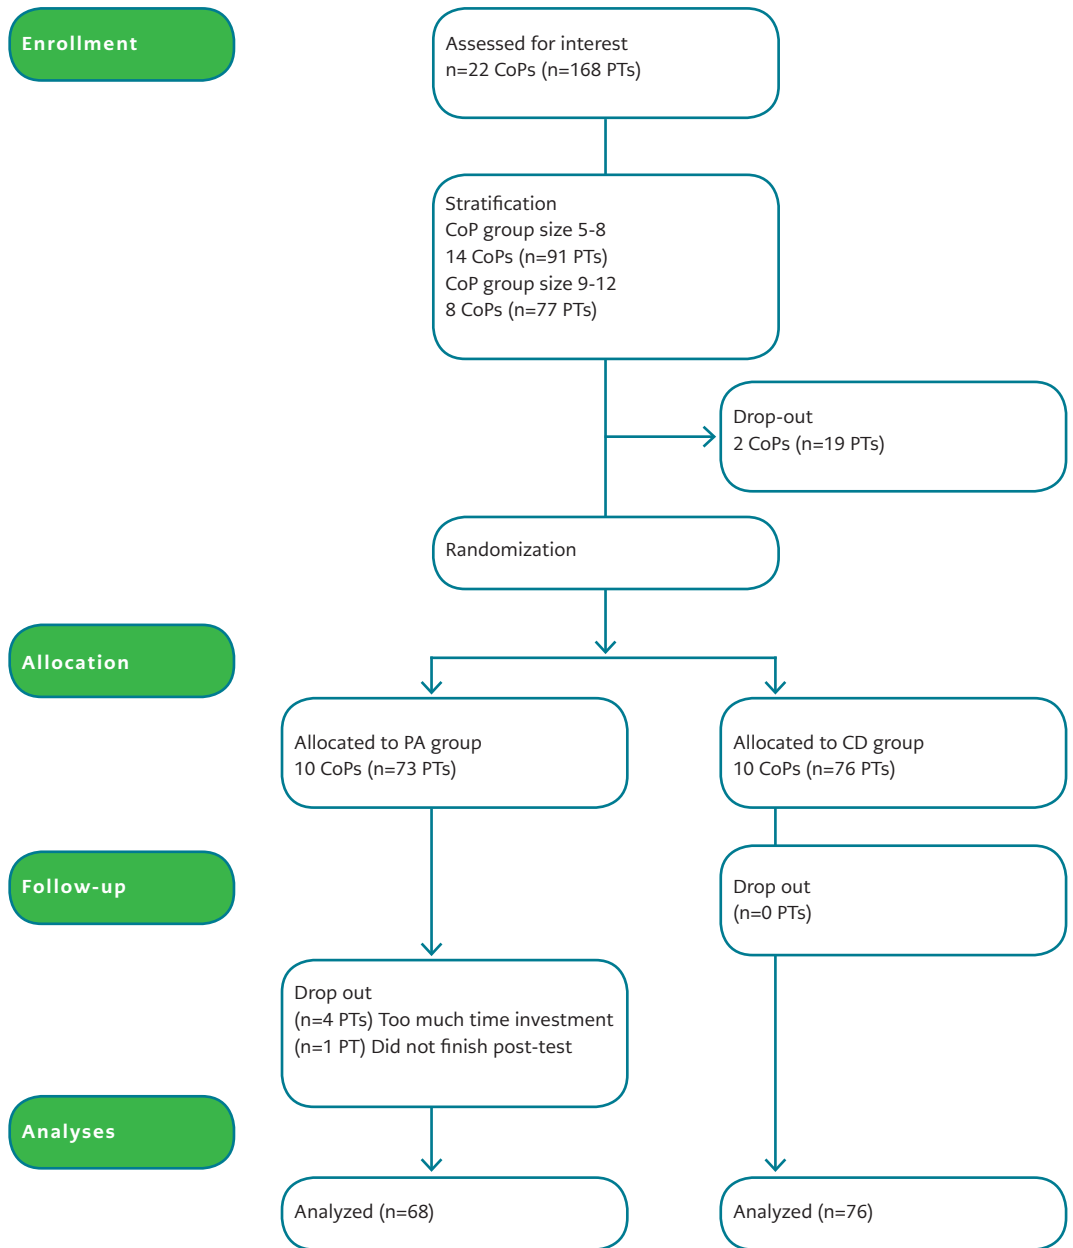 Enrollment
Assessed for interest
n=22 CoPs (n=168 PTs)
Stratification
CoP group size 5-8
14 CoPs (n=91 PTs)
CoP group size 9-12
8 CoPs (n=77 PTs)
Drop-out
2 CoPs (n=19 PTs)
Randomization
Allocation
Allocated to PA group
10 CoPs (n=73 PTs)
Allocated to CD group
10 CoPs (n=76 PTs)
Follow-up
Drop out
(n=0 PTs)
Drop out
(n=4 PTs) Too much time investment
(n=1 PT) Did not finish post-test
Analyses
Analyzed (n=68)
Analyzed (n=76)